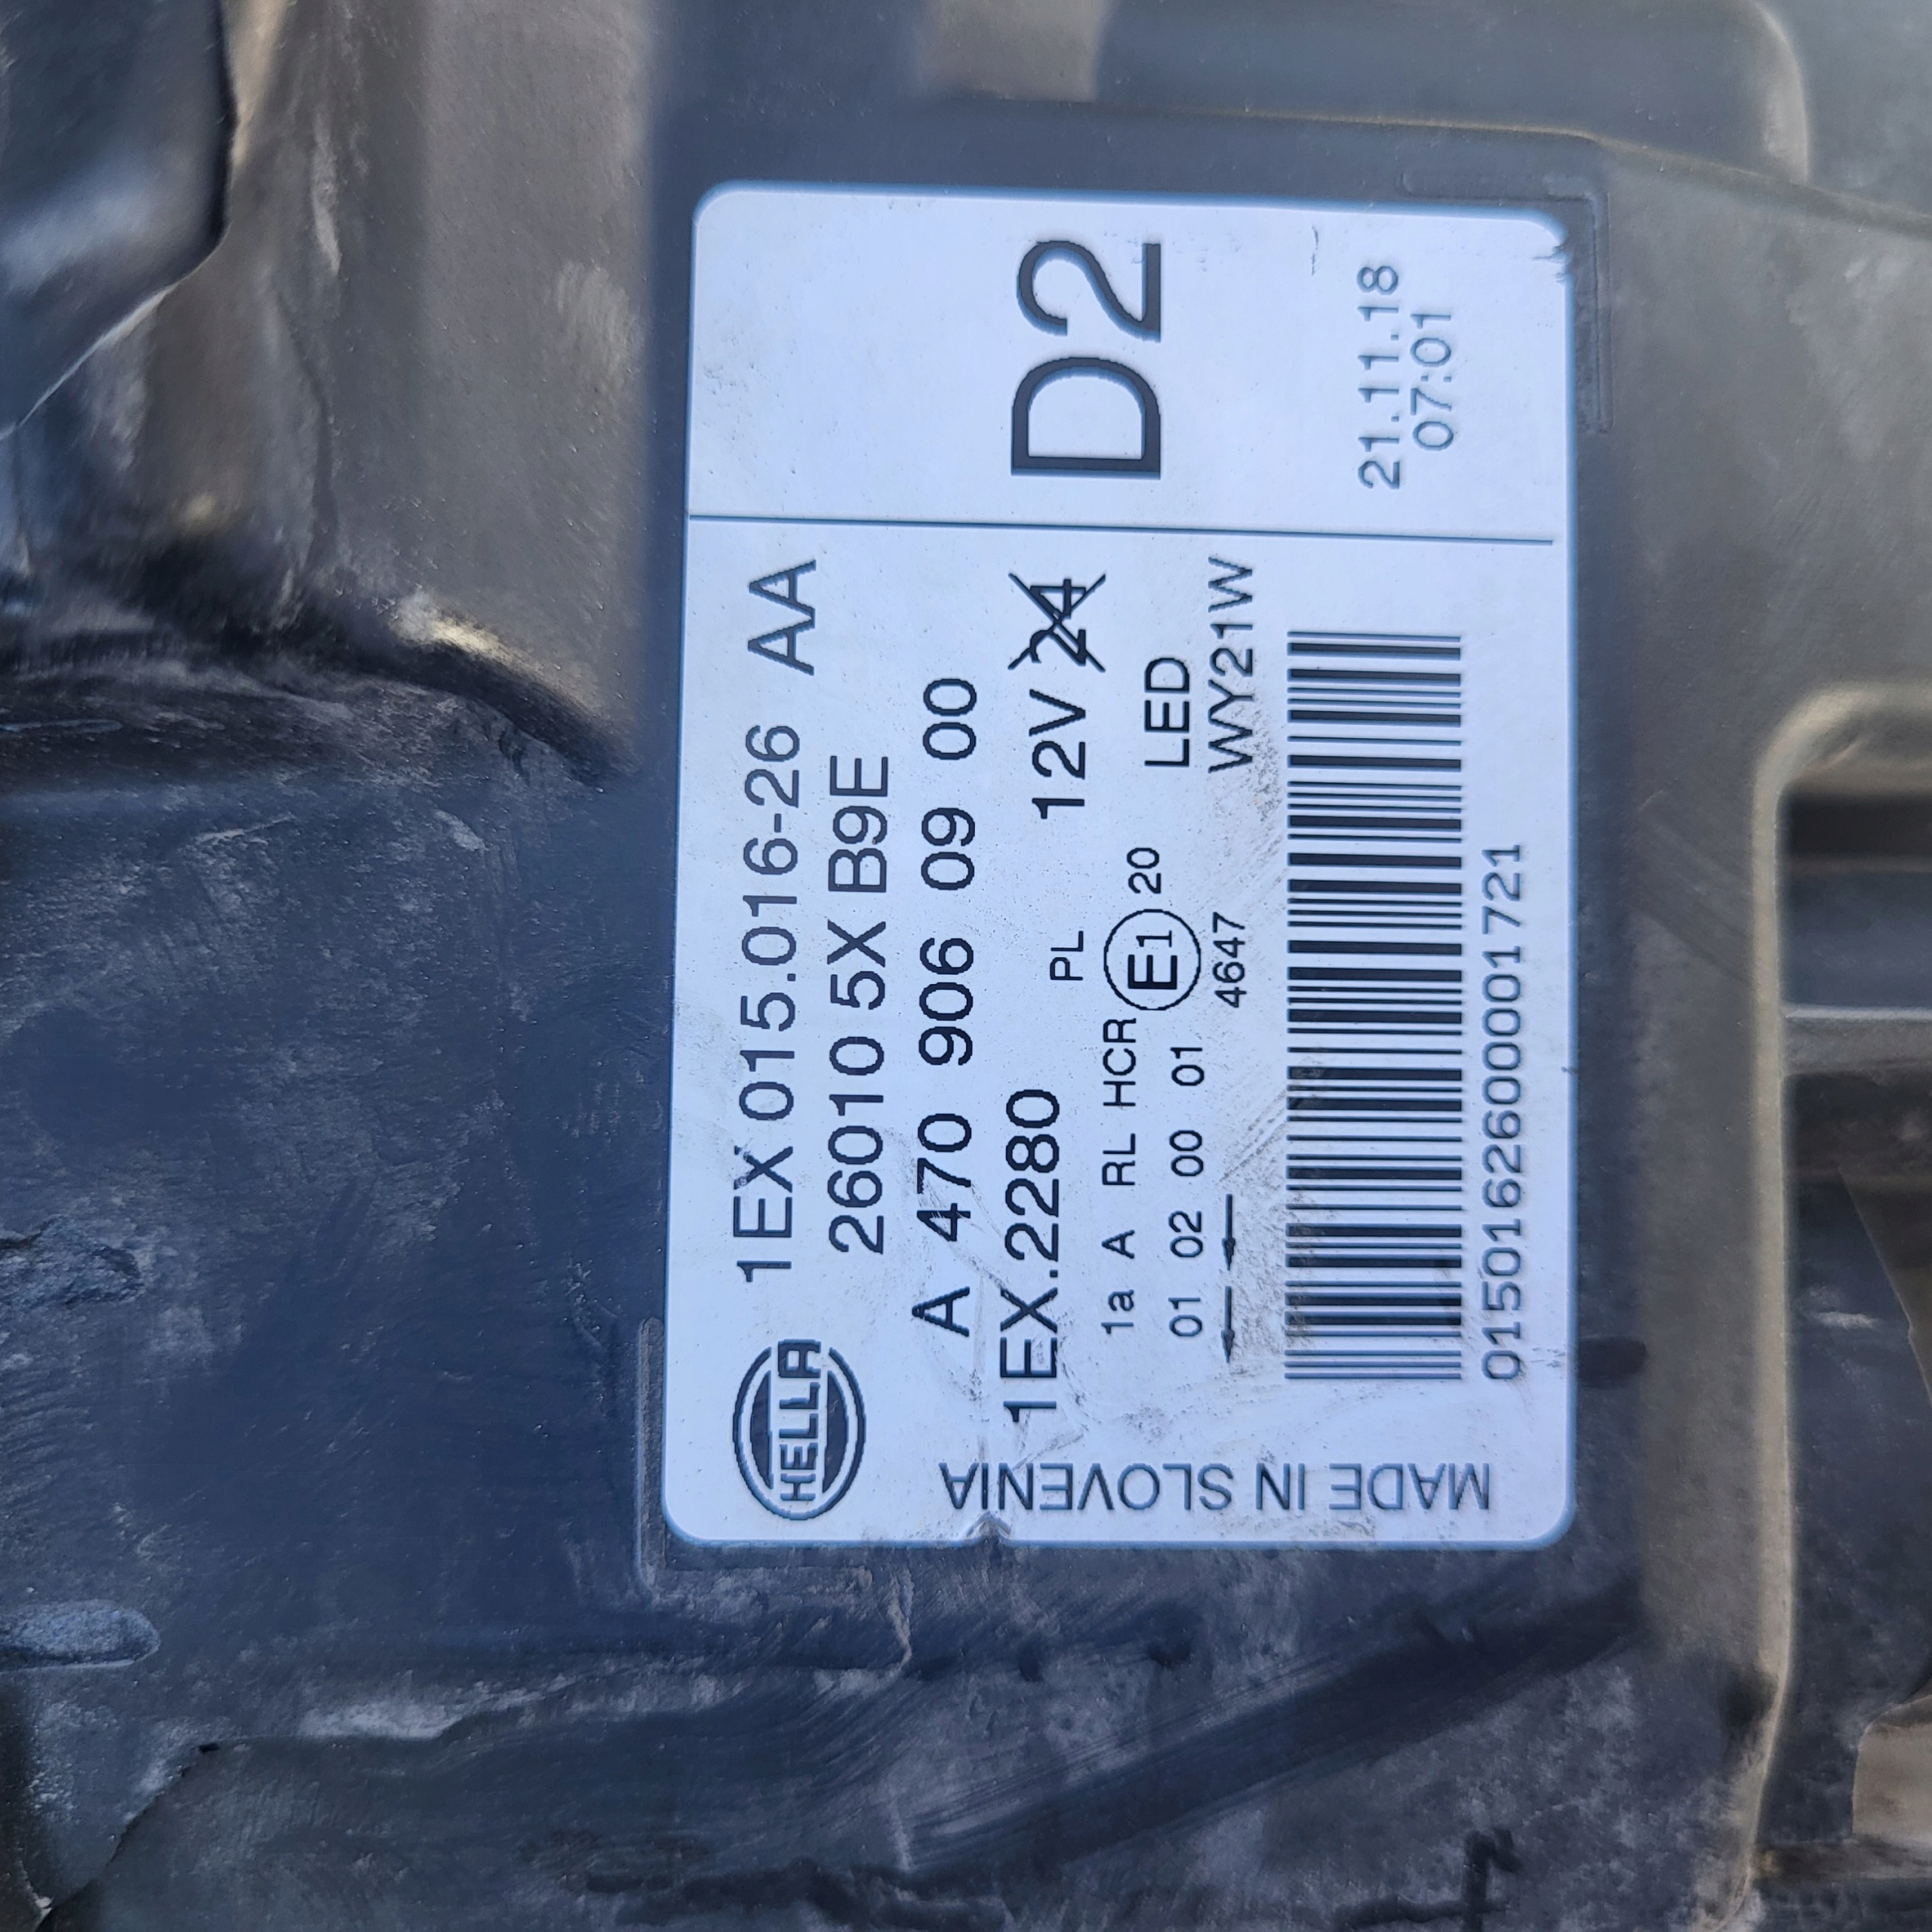 HELLA
1EX 015.016-26 AA
26010 5X B9E
A 470 906 09 00
1EX.2280
PL
12V 24
1a A RL HCR E1 20
LED
01 02 00 01
4647
WY21W
01501626000001721
MADE IN SLOVENIA
D2
21.11.18
07:01